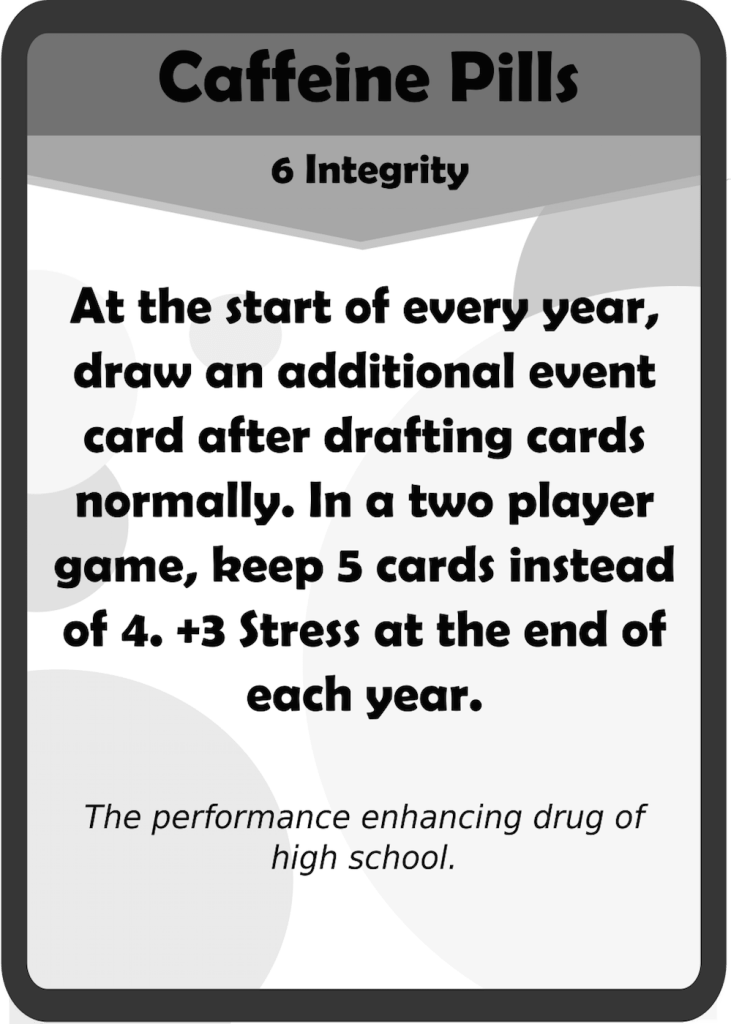 Caffeine Pills
6 Integrity
At the start of every year,
draw an additional event
card after drafting cards
normally. In a two player
game, keep 5 cards instead
of 4. +3 Stress at the end of
each year.
The performance enhancing drug of
high school.